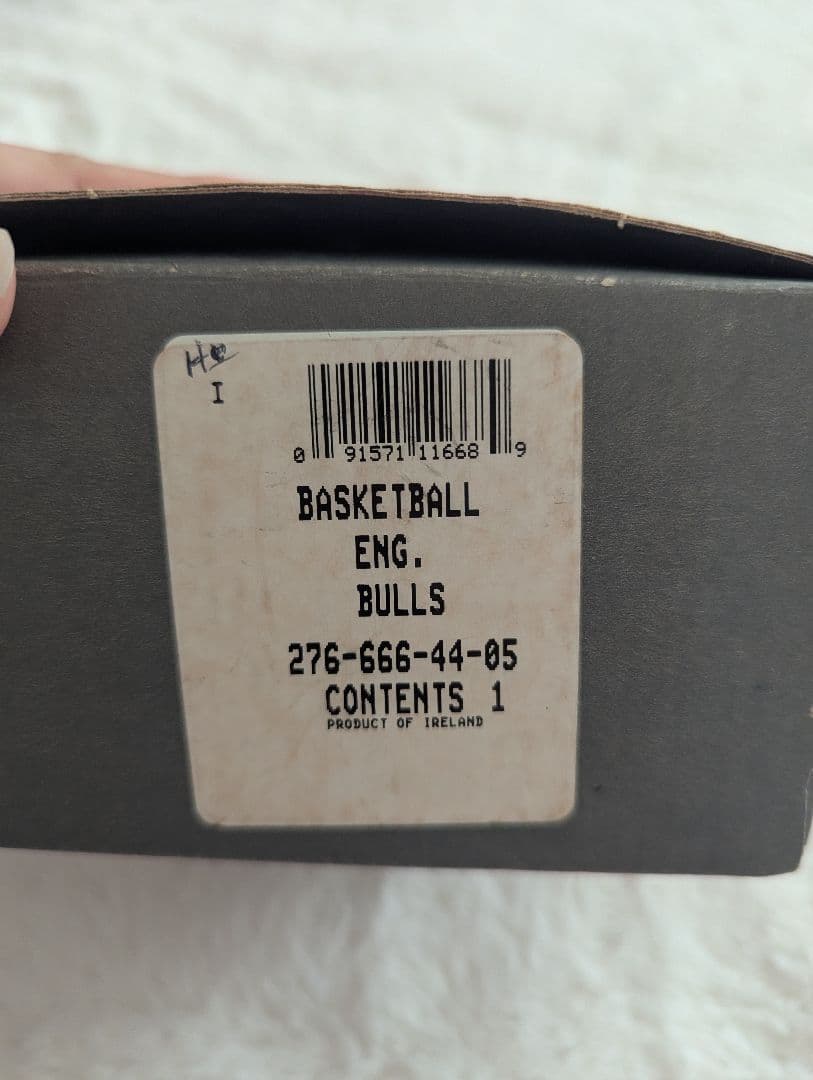 I
0 91571 11668 9
BASKETBALL
ENG.
BULLS
276-666-44-05
CONTENTS 1
PRODUCT OF IRELAND